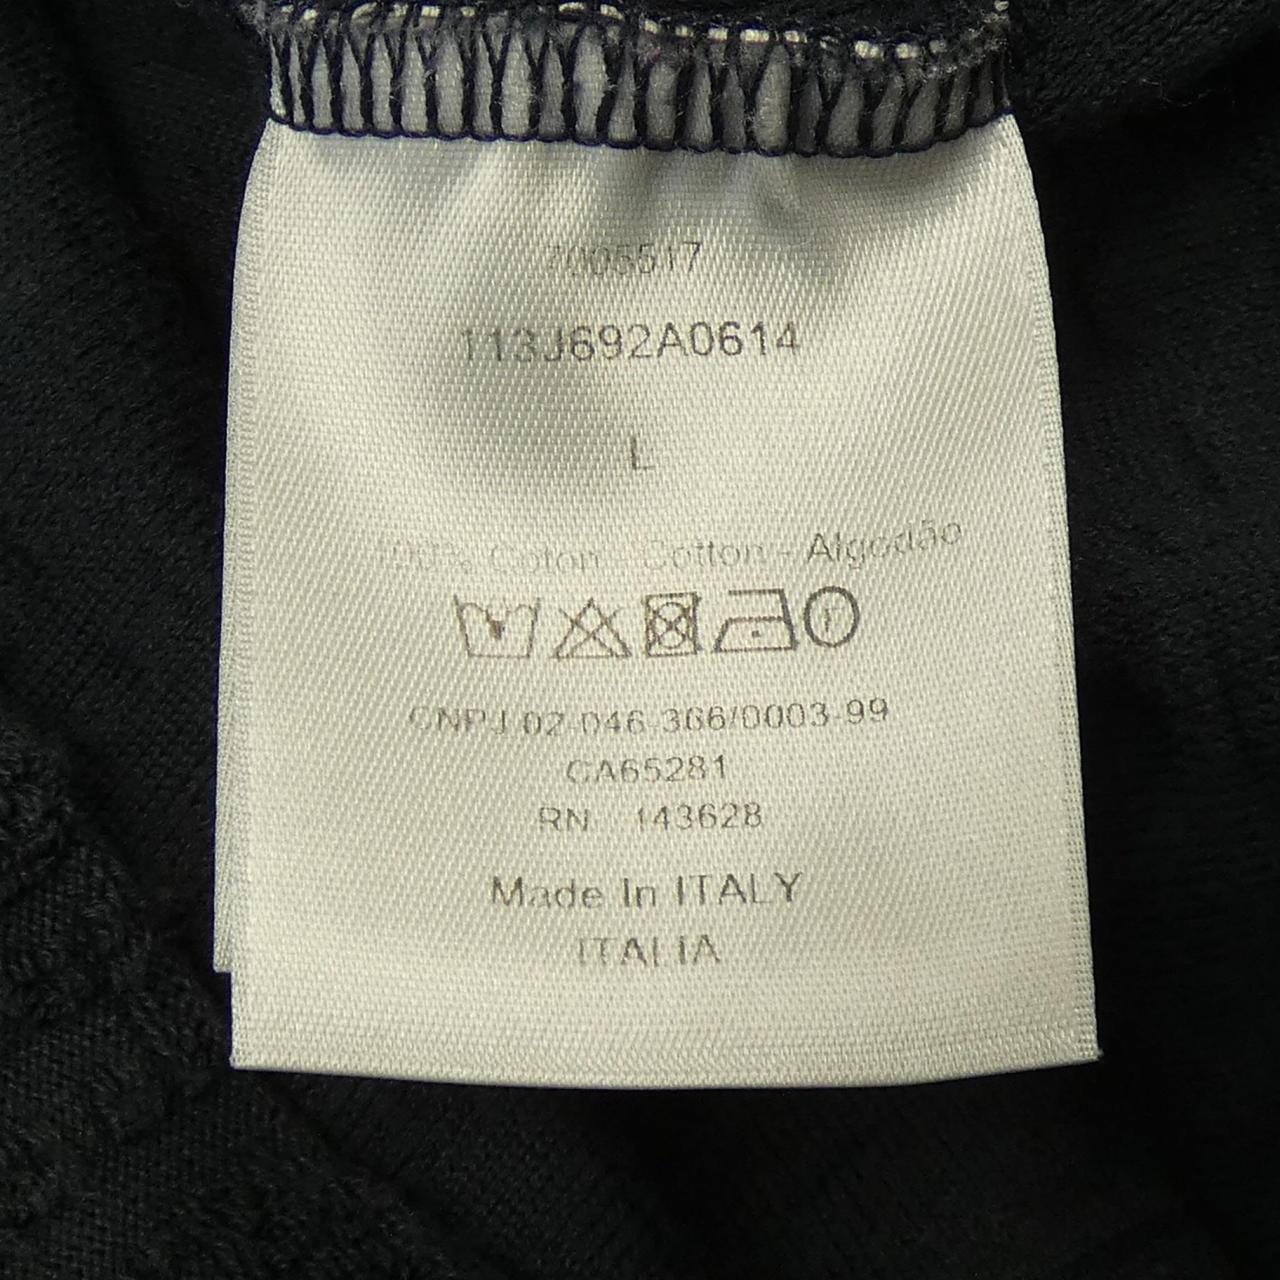 7005517
113J692A0614
L
100% Coton - Cotton - Algodão
CNPJ 02-046-366/0003-99
CA65281
RN 143628
Made In ITALY
ITALIA